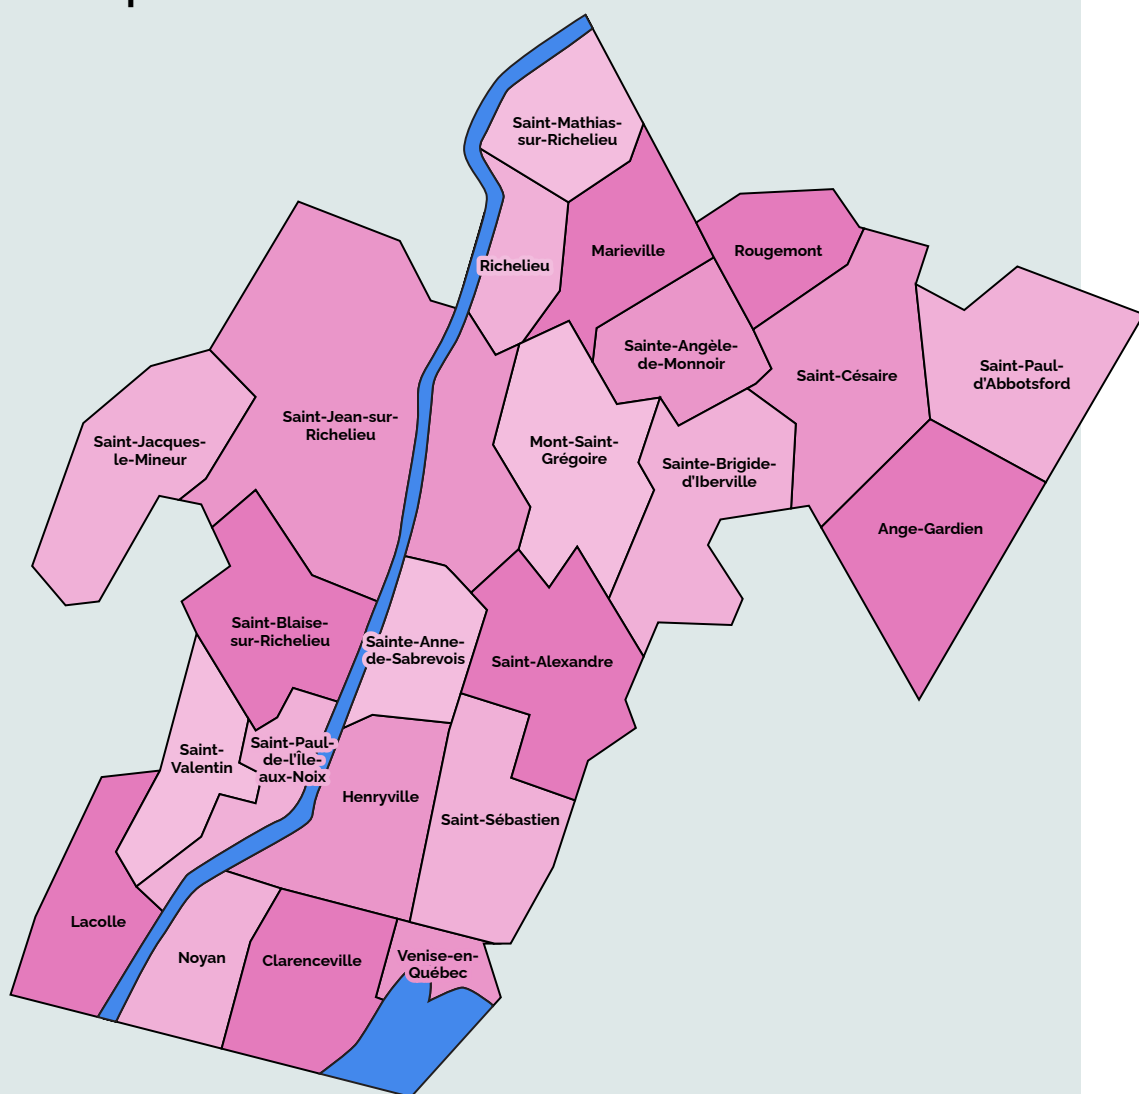 Saint-Mathias-
sur-Richelieu
Richelieu
Marieville
Rougemont
Sainte-Angèle-
de-Monnoir
Saint-Césaire
Saint-Paul-
d'Abbotsford
Saint-Jean-sur-
Richelieu
Saint-Jacques-
le-Mineur
Mont-Saint-
Grégoire
Sainte-Brigide-
d'Iberville
Ange-Gardien
Saint-Blaise-
sur-Richelieu
Sainte-Anne-
de-Sabrevois
Saint-Alexandre
Saint-
Valentin
Saint-Paul-
de-l'Île-
aux-Noix
Henryville
Saint-Sébastien
Lacolle
Noyan
Clarenceville
Venise-en-
Québec